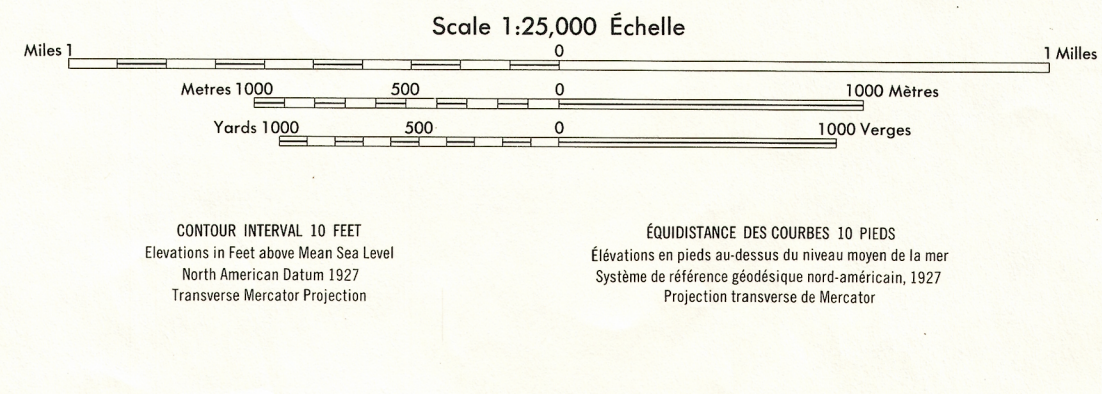 Scale 1:25,000 Échelle
Miles 1 0 1 Milles
Metres 1000 500 0 1000 Mètres
Yards 1000 500 0 1000 Verges
CONTOUR INTERVAL 10 FEET
Elevations in Feet above Mean Sea Level
North American Datum 1927
Transverse Mercator Projection
ÉQUIDISTANCE DES COURBES 10 PIEDS
Élévations en pieds au-dessus du niveau moyen de la mer
Système de référence géodésique nord-américain, 1927
Projection transverse de Mercator